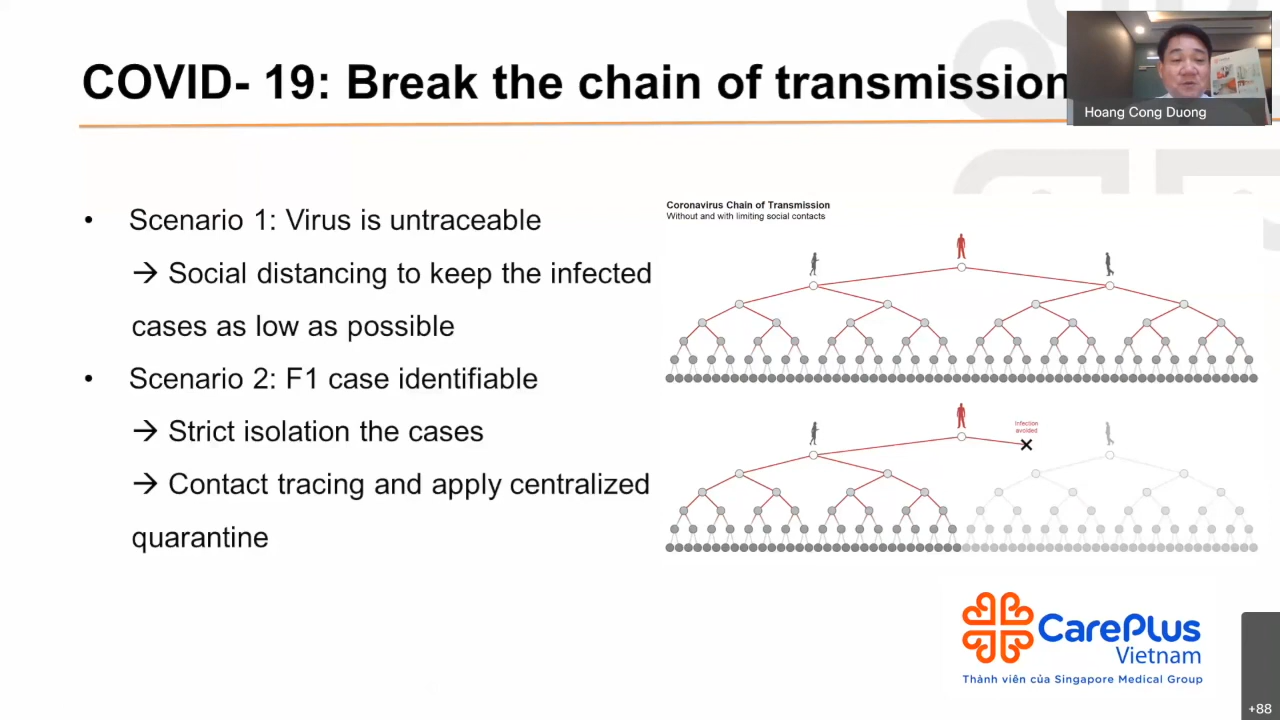 COVID- 19: Break the chain of transmission
Hoang Cong Duong
• Scenario 1: Virus is untraceable
→ Social distancing to keep the infected
cases as low as possible
• Scenario 2: F1 case identifiable
→ Strict isolation the cases
→ Contact tracing and apply centralized
quarantine
Coronavirus Chain of Transmission
Without and with limiting social contacts
Infection
avoided
CarePlus
Vietnam
Thành viên của Singapore Medical Group
+88